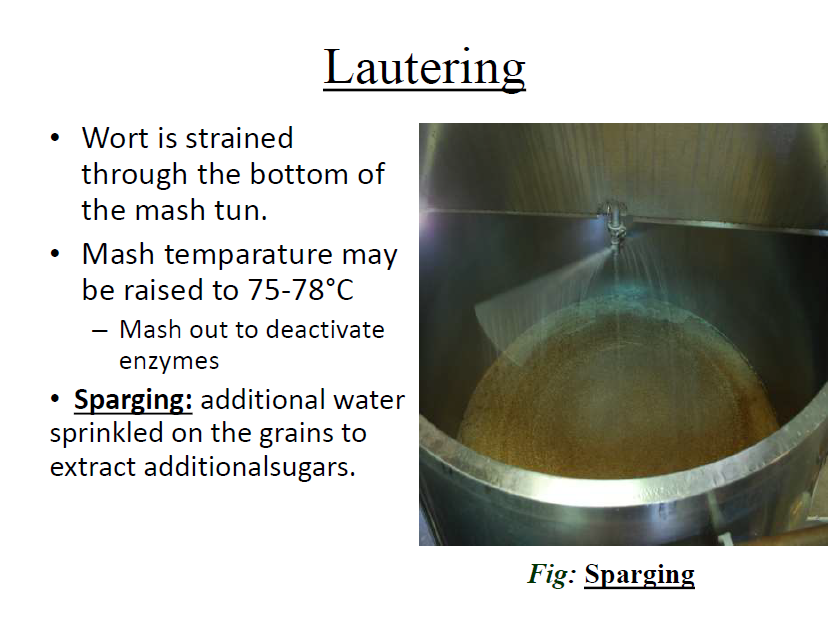 Lautering
• Wort is strained
through the bottom of
the mash tun.
• Mash temparature may
be raised to 75-78°C
– Mash out to deactivate
enzymes
• Sparging: additional water
sprinkled on the grains to
extract additionalsugars.
Fig: Sparging